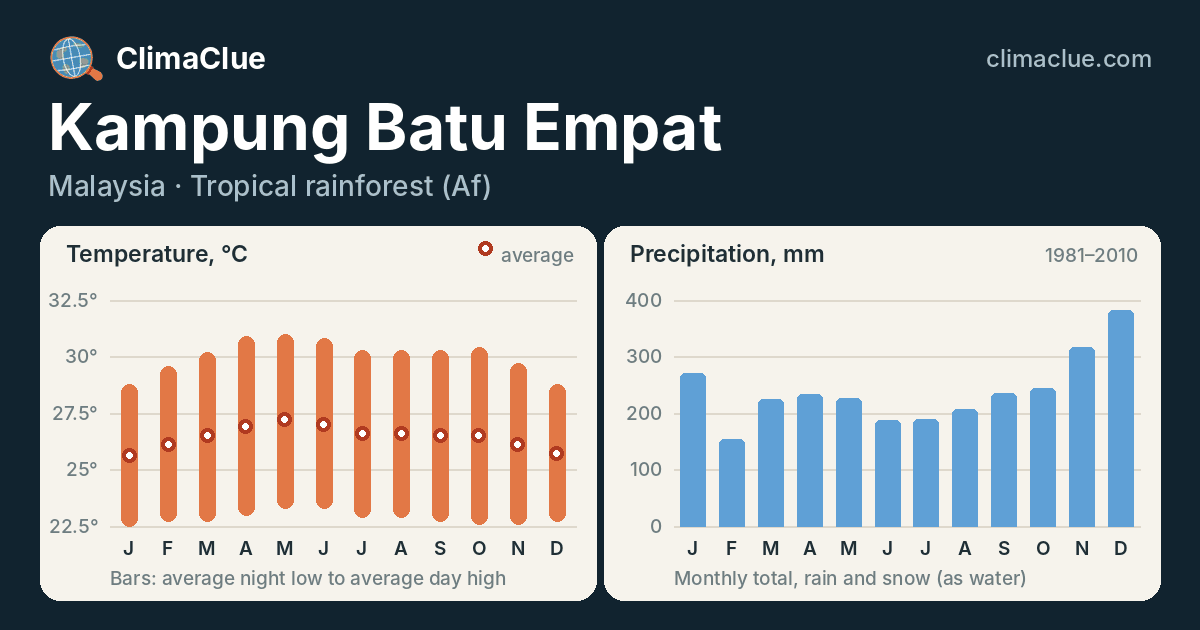 ClimaClue
climaclue.com
Kampung Batu Empat
Malaysia · Tropical rainforest (Af)
Temperature, °C
average
32.5°
30°
27.5°
25°
22.5°
J F M A M J J A S O N D
Bars: average night low to average day high
Precipitation, mm
1981–2010
400
300
200
100
0
J F M A M J J A S O N D
Monthly total, rain and snow (as water)